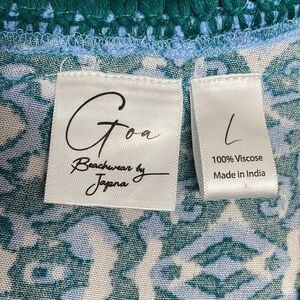 Goa
Beachwear by
Japna
L
100% Viscose
Made in India